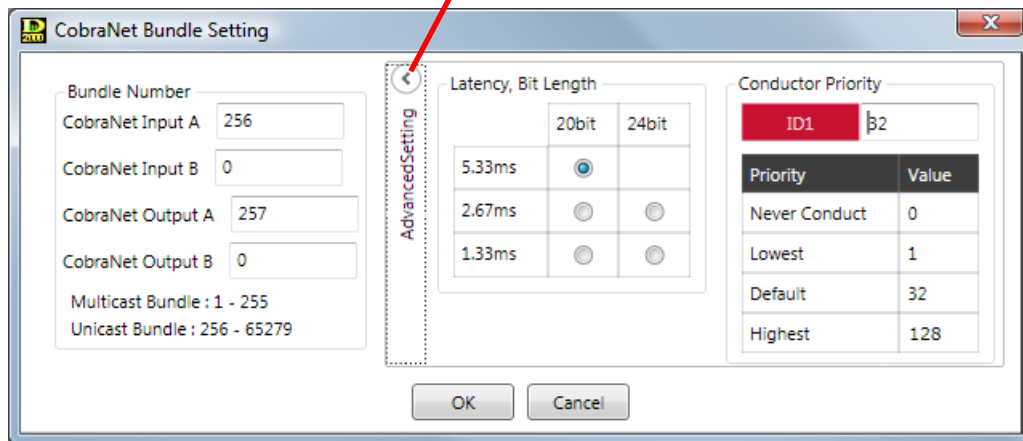 CobraNet Bundle Setting
Bundle Number
CobraNet Input A 256
CobraNet Input B 0
CobraNet Output A 257
CobraNet Output B 0
Multicast Bundle : 1 - 255
Unicast Bundle : 256 - 65279
AdvancedSetting
Latency, Bit Length
20bit 24bit
5.33ms
2.67ms
1.33ms
Conductor Priority
ID1 32
Priority Value
Never Conduct 0
Lowest 1
Default 32
Highest 128
OK Cancel